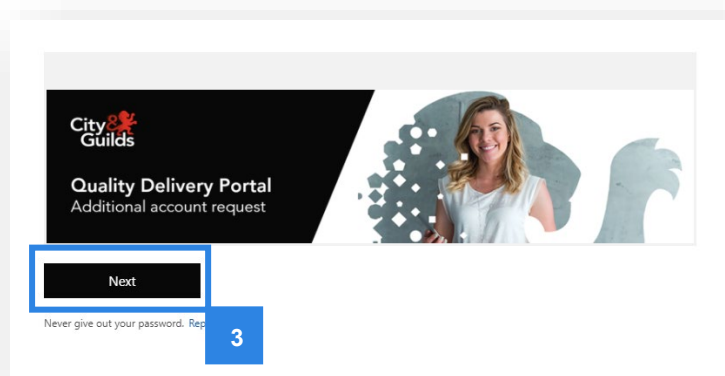 City&
Guilds
Quality Delivery Portal
Additional account request
Next
Never give out your password. Rep
3